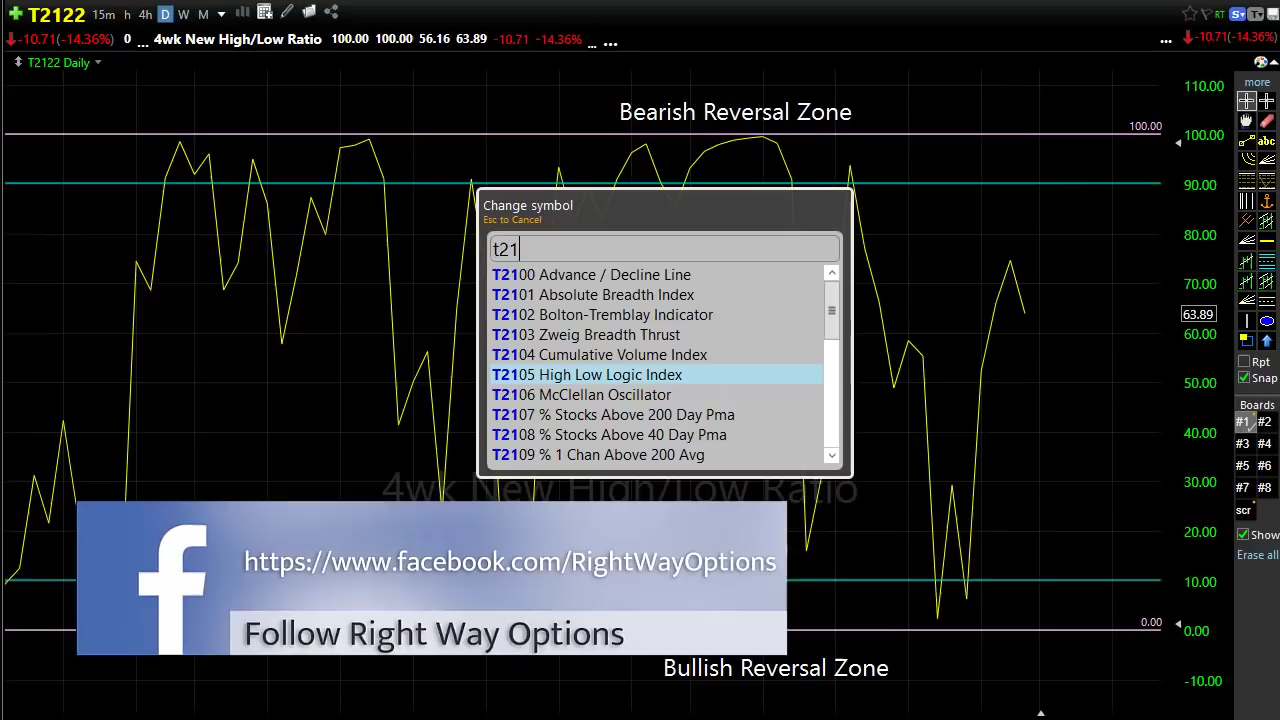 T2122 15m h 4h D W M
RT S T
-10.71(-14.36%) 0 ... 4wk New High/Low Ratio 100.00 100.00 56.16 63.89 -10.71 -14.36% ... ...
... -10.71(-14.36%)
T2122 Daily
more
110.00
Bearish Reversal Zone
100.00
100.00
90.00
80.00
70.00
63.89
60.00
50.00
40.00
30.00
20.00
10.00
0.00
0.00
-10.00
Change symbol
Esc to Cancel
t21
T2100 Advance / Decline Line
T2101 Absolute Breadth Index
T2102 Bolton-Tremblay Indicator
T2103 Zweig Breadth Thrust
T2104 Cumulative Volume Index
T2105 High Low Logic Index
T2106 McClellan Oscillator
T2107 % Stocks Above 200 Day Pma
T2108 % Stocks Above 40 Day Pma
T2109 % 1 Chan Above 200 Avg
4wk New High/Low Ratio
https://www.facebook.com/RightWayOptions
Follow Right Way Options
Bullish Reversal Zone
abc
Rpt
Snap
Boards
#1 #2
#3 #4
#5 #6
#7 #8
scr
Show
Erase all